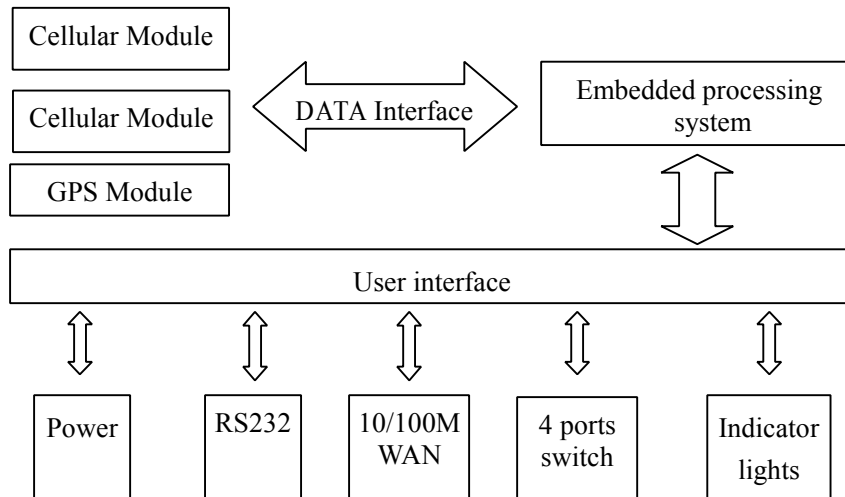 Cellular Module
Cellular Module
GPS Module
DATA Interface
Embedded processing
system
User interface
Power
RS232
10/100M
WAN
4 ports
switch
Indicator
lights